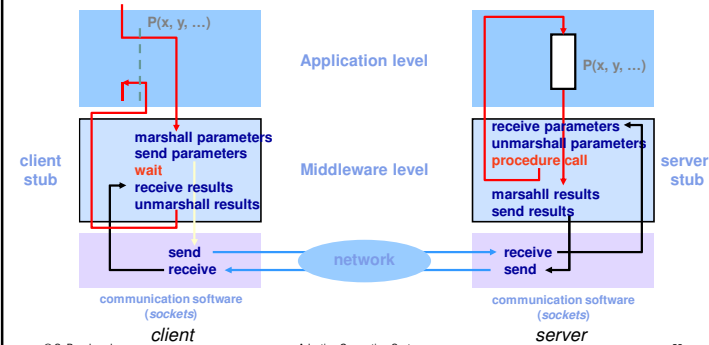 P(x, y, …)
Application level
P(x, y, …)
client
stub
marshall parameters
send parameters
wait
receive results
unmarshall results
Middleware level
receive parameters
unmarshall parameters
procedure call
marsahll results
send results
server
stub
send
receive
network
receive
send
communication software
(sockets)
communication software
(sockets)
client
server